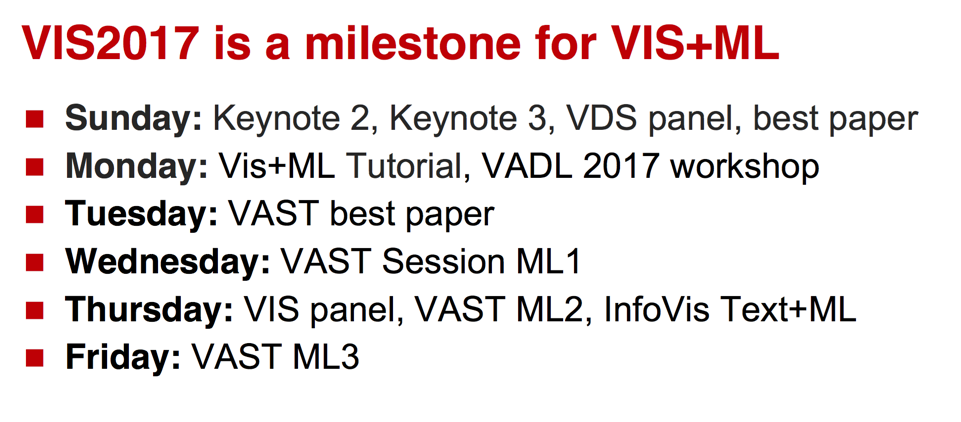 VIS2017 is a milestone for VIS+ML
Sunday: Keynote 2, Keynote 3, VDS panel, best paper
Monday: Vis+ML Tutorial, VADL 2017 workshop
Tuesday: VAST best paper
Wednesday: VAST Session ML1
Thursday: VIS panel, VAST ML2, InfoVis Text+ML
Friday: VAST ML3